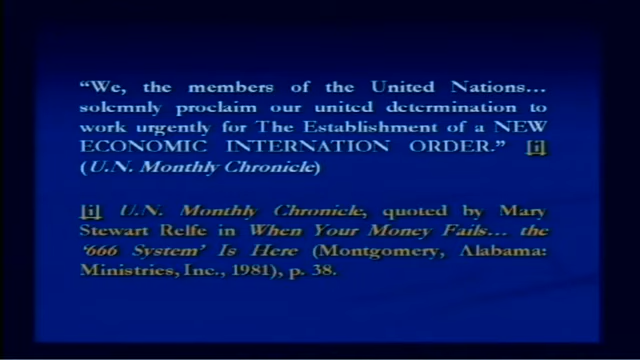 “We, the members of the United Nations...
solemnly proclaim our united determination to
work urgently for The Establishment of a NEW
ECONOMIC INTERNATION ORDER.” [i]
(U.N. Monthly Chronicle)
[i] U.N. Monthly Chronicle, quoted by Mary
Stewart Relfe in When Your Money Fails... the
‘666 System’ Is Here (Montgomery, Alabama:
Ministries, Inc., 1981), p. 38.